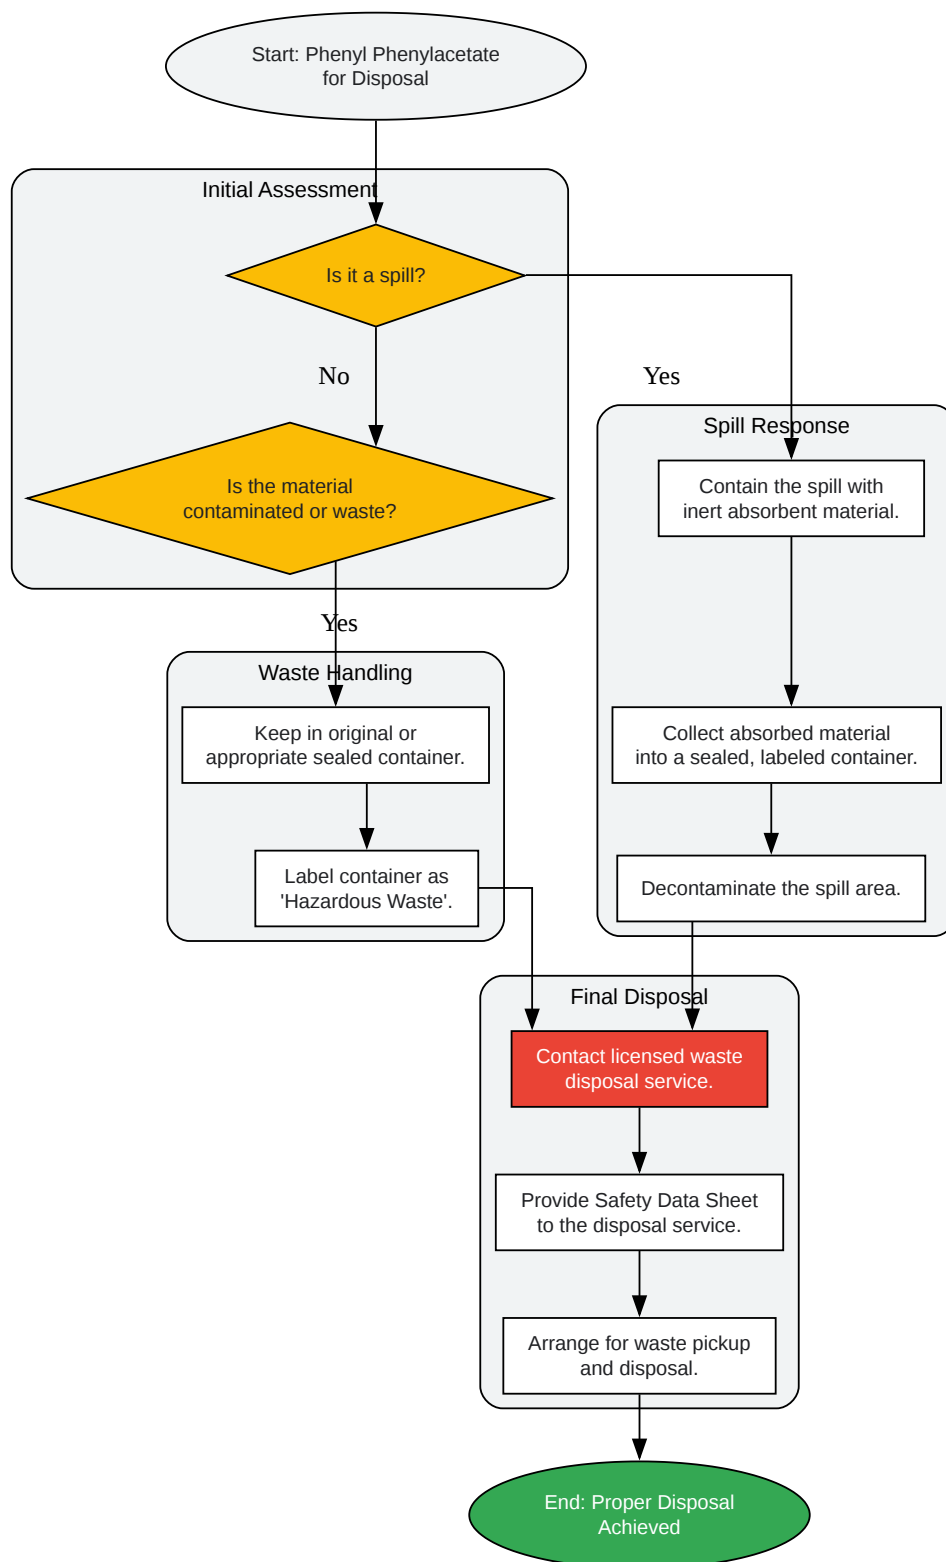 Start: Phenyl Phenylacetate
for Disposal
Initial Assessment
Is it a spill?
No
Yes
Is the material
contaminated or waste?
Yes
Spill Response
Contain the spill with
inert absorbent material.
Collect absorbed material
into a sealed, labeled container.
Decontaminate the spill area.
Waste Handling
Keep in original or
appropriate sealed container.
Label container as
'Hazardous Waste'.
Final Disposal
Contact licensed waste
disposal service.
Provide Safety Data Sheet
to the disposal service.
Arrange for waste pickup
and disposal.
End: Proper Disposal
Achieved